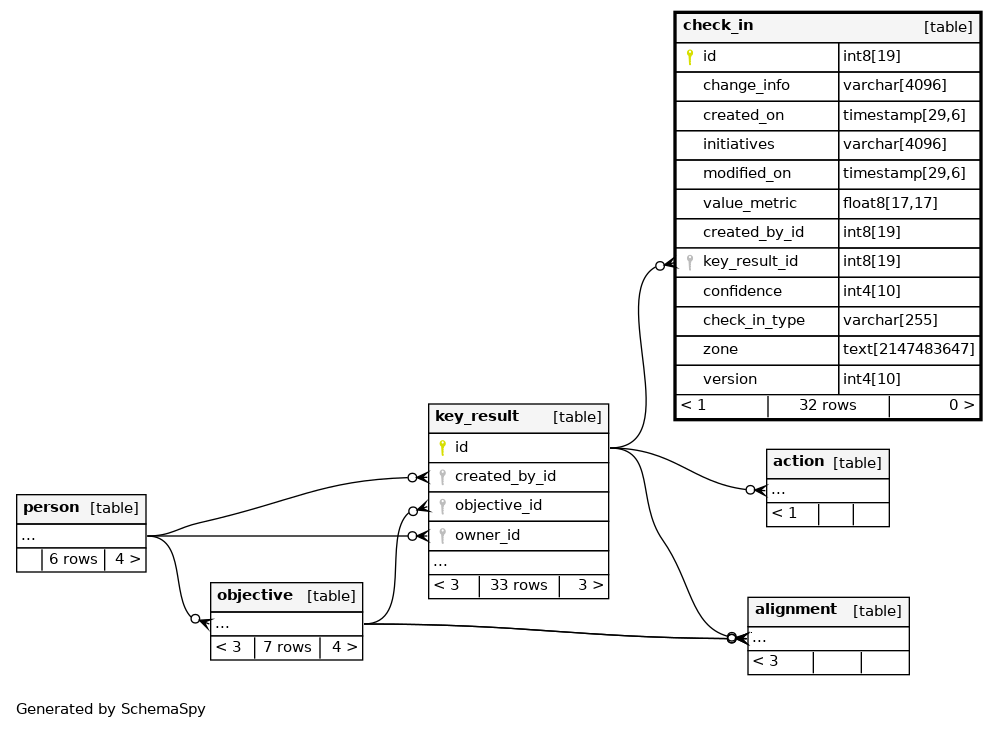 check_in [table]
id int8[19]
change_info varchar[4096]
created_on timestamp[29,6]
initiatives varchar[4096]
modified_on timestamp[29,6]
value_metric float8[17,17]
created_by_id int8[19]
key_result_id int8[19]
confidence int4[10]
check_in_type varchar[255]
zone text[2147483647]
version int4[10]
< 1 32 rows 0 >
key_result [table]
id
created_by_id
objective_id
owner_id
...
< 3 33 rows 3 >
action [table]
...
< 1
person [table]
...
6 rows 4 >
objective [table]
...
< 3 7 rows 4 >
alignment [table]
...
< 3
Generated by SchemaSpy